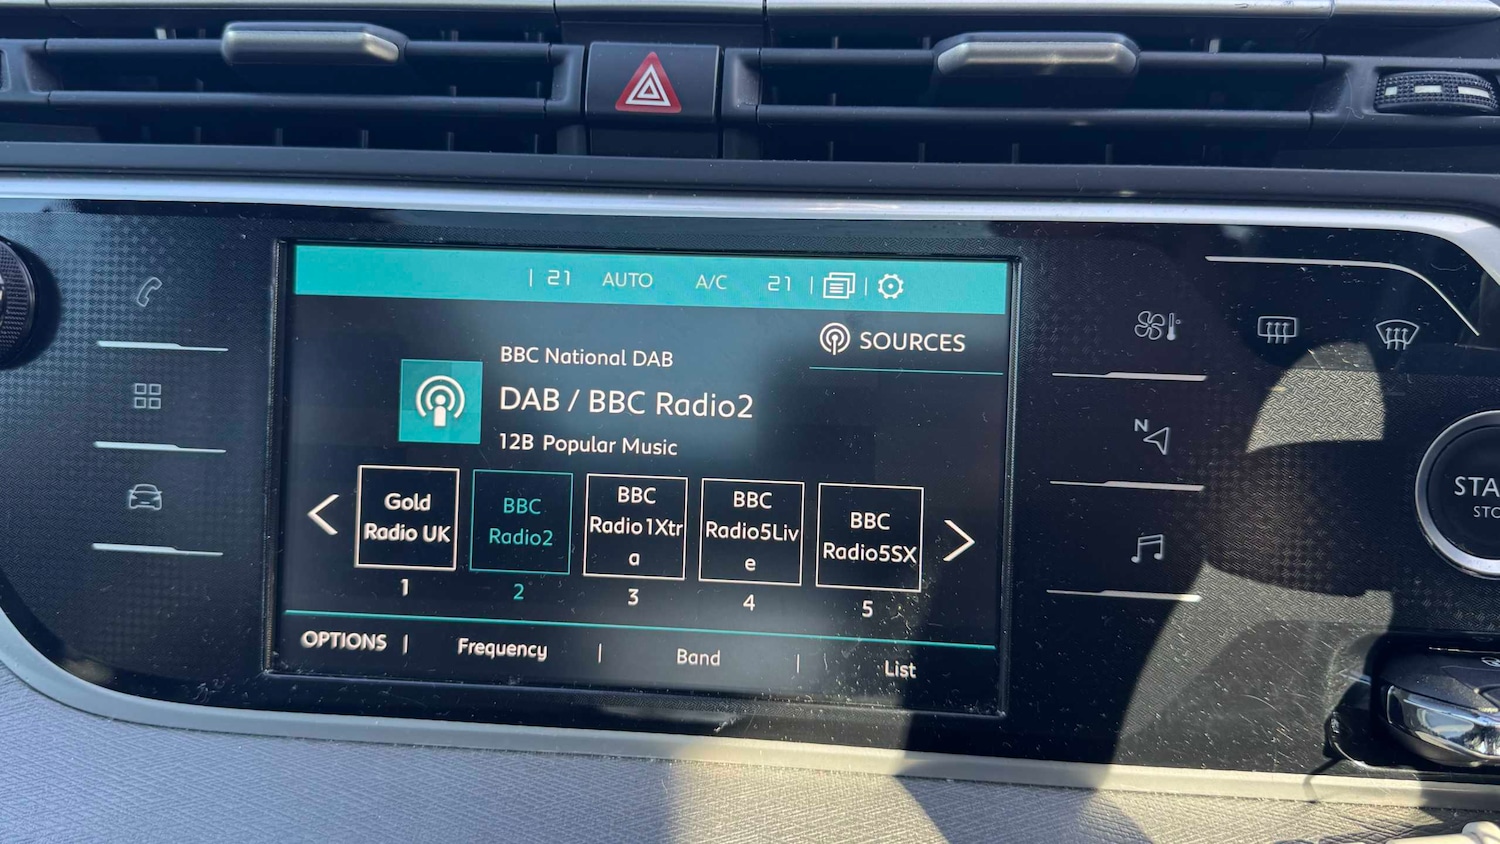 21 AUTO A/C 21
SOURCES
BBC National DAB
DAB / BBC Radio2
12B Popular Music
Gold
Radio UK
1
BBC
Radio2
2
BBC
Radio1Xtr
a
3
BBC
Radio5Liv
e
4
BBC
Radio5SX
5
OPTIONS | Frequency | Band | List
N